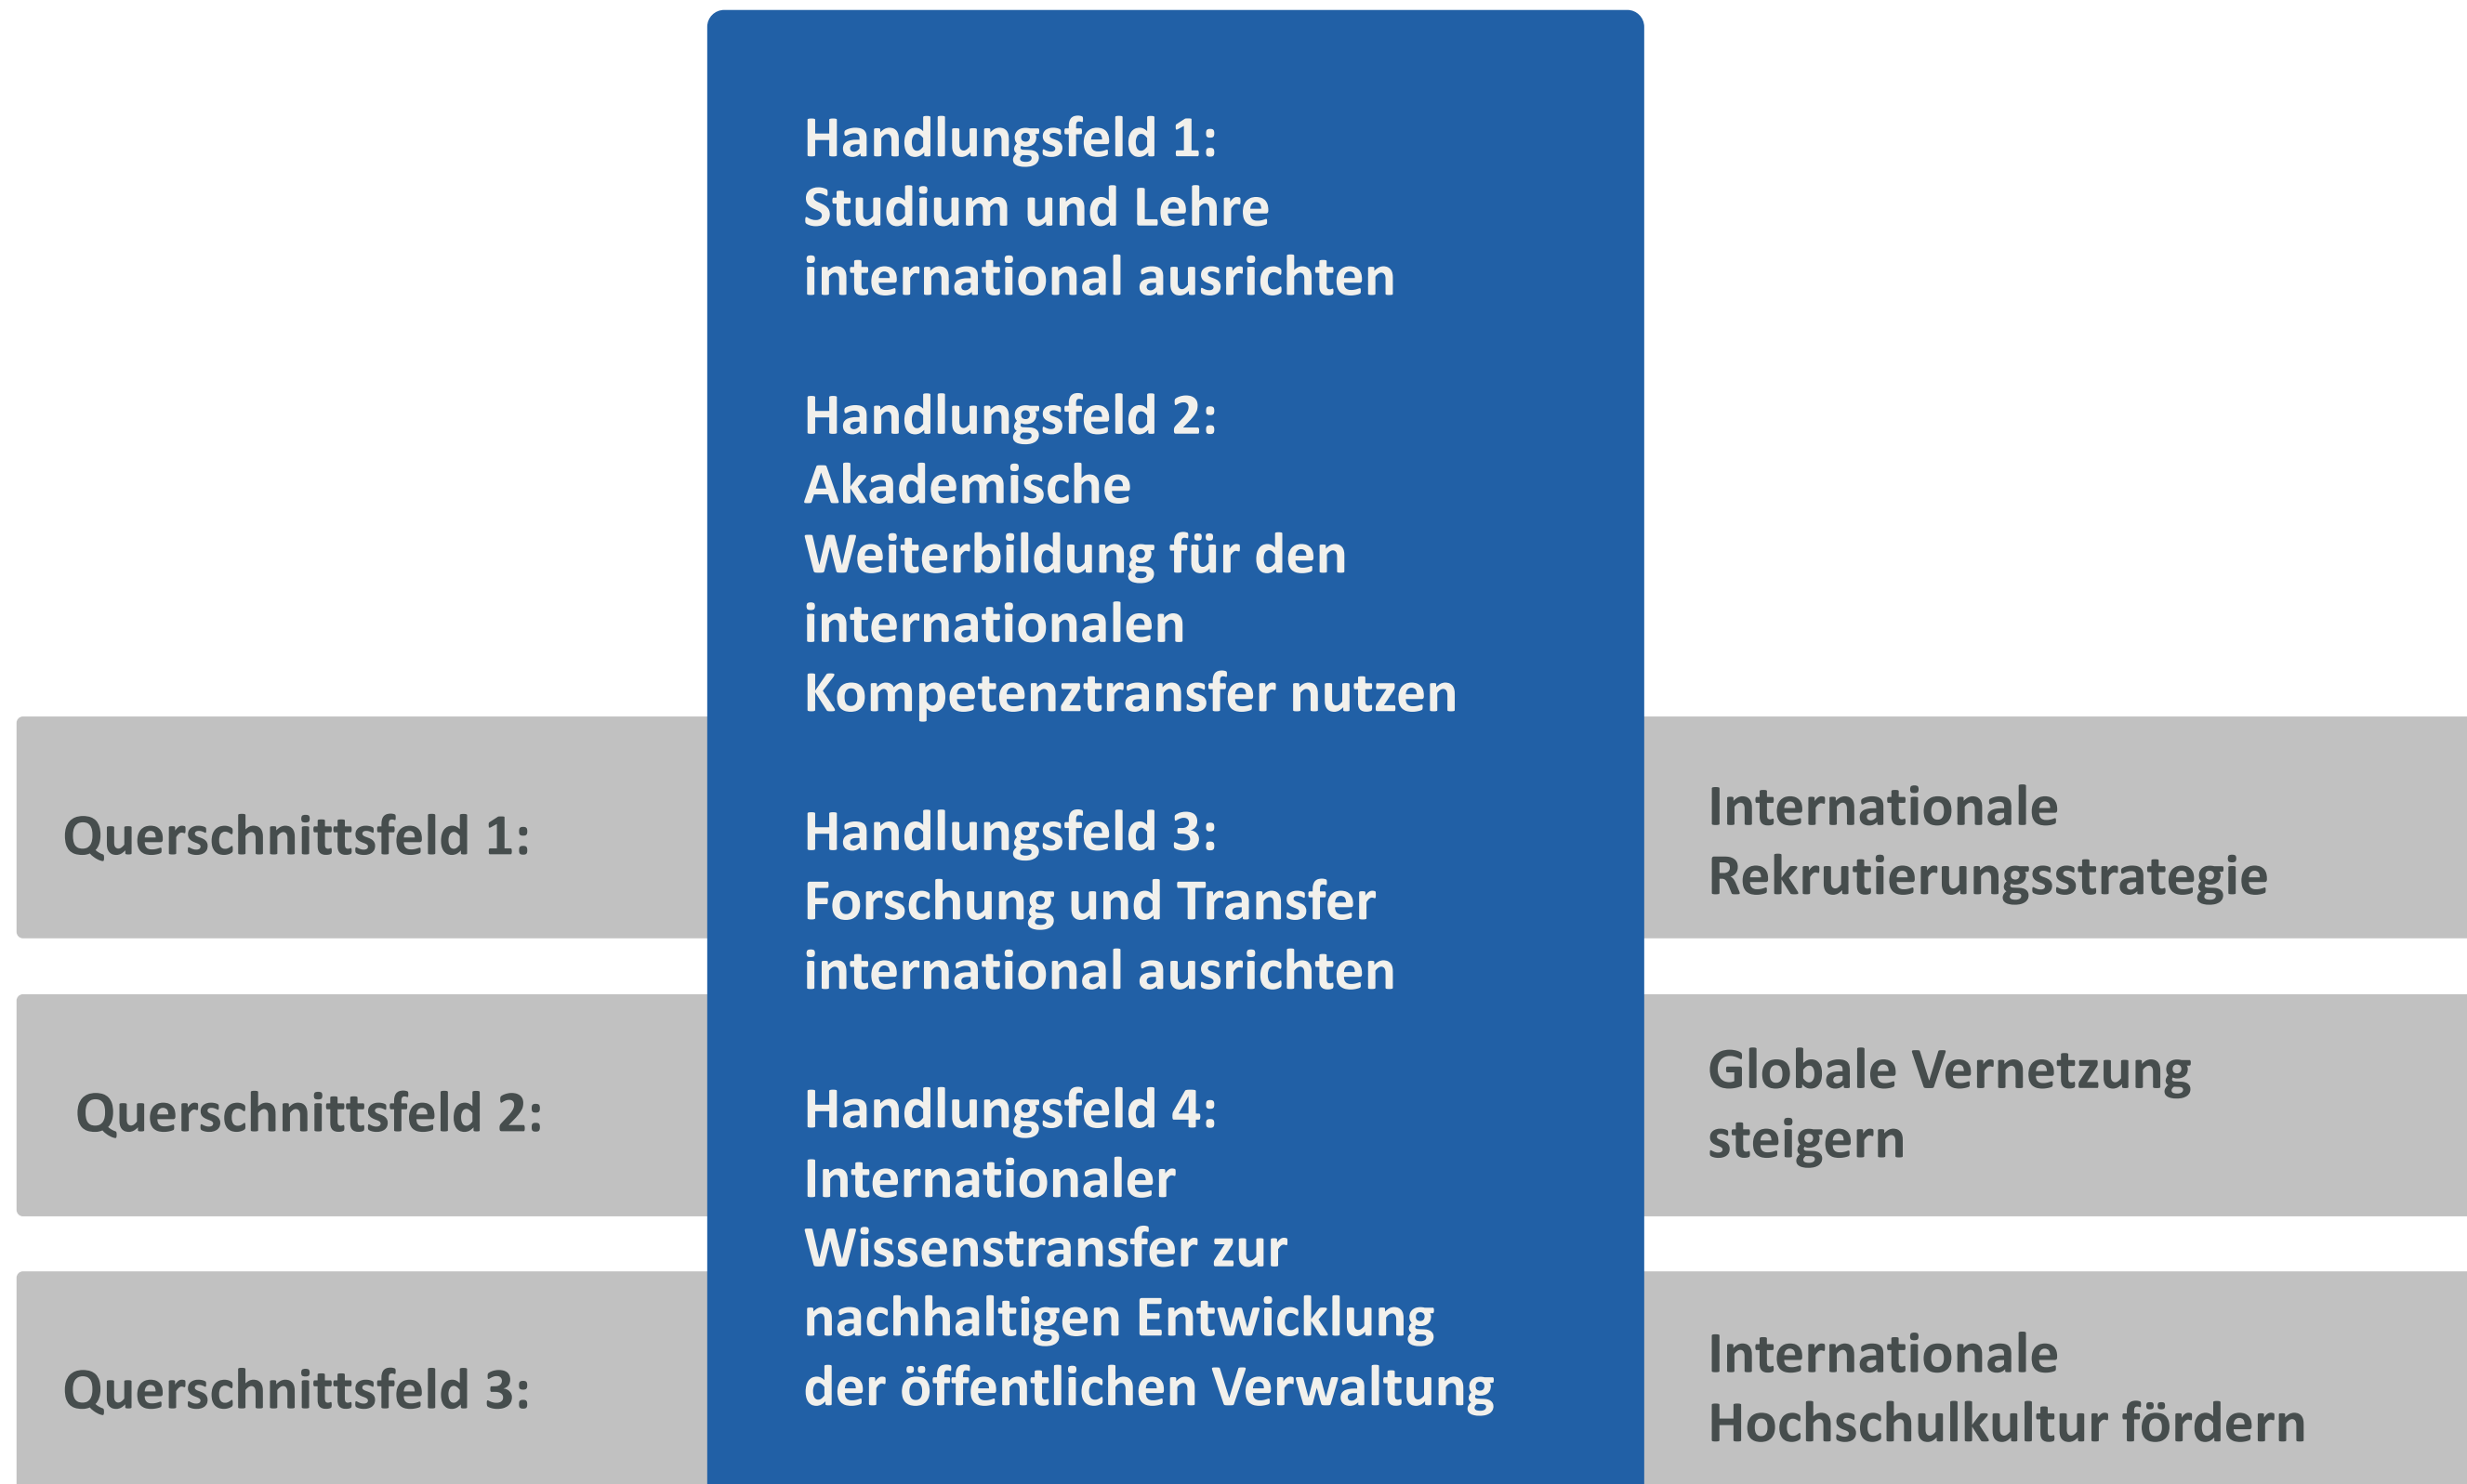 Handlungsfeld 1:
Studium und Lehre
international ausrichten
Handlungsfeld 2:
Akademische
Weiterbildung für den
internationalen
Kompetenztransfer nutzen
Handlungsfeld 3:
Forschung und Transfer
international ausrichten
Handlungsfeld 4:
Internationaler
Wissenstransfer zur
nachhaltigen Entwicklung
der öffentlichen Verwaltung
Querschnittsfeld 1:
Internationale
Rekrutierungsstrategie
Querschnittsfeld 2:
Globale Vernetzung
steigern
Querschnittsfeld 3:
Internationale
Hochschulkultur fördern